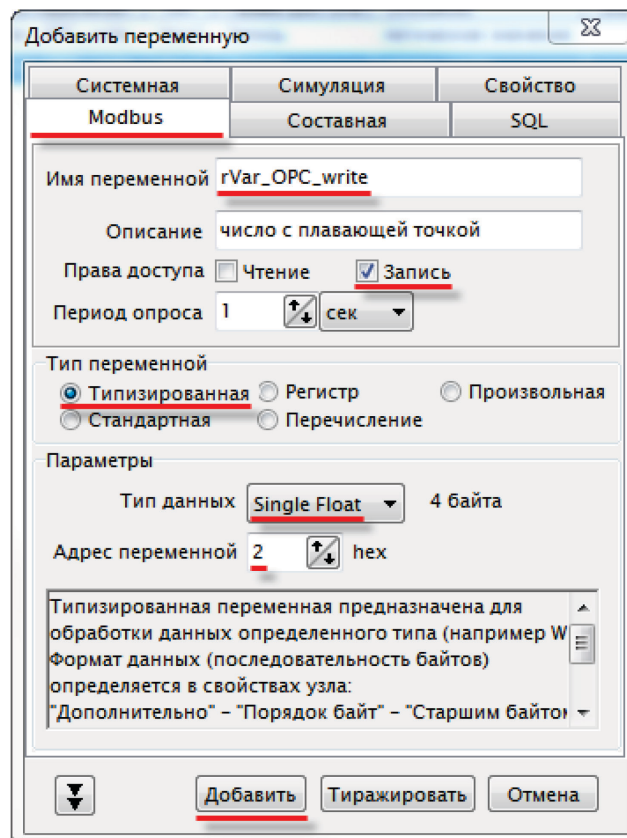 Добавить переменную
Системная Симуляция Свойство
Modbus Составная SQL
Имя переменной rVar_OPC_write
Описание число с плавающей точкой
Права доступа Чтение Запись
Период опроса 1 сек
Тип переменной
Типизированная Регистр Произвольная
Стандартная Перечисление
Параметры
Тип данных Single Float 4 байта
Адрес переменной 2 hex
Типизированная переменная предназначена для
обработки данных определенного типа (например W
Формат данных (последовательность байтов)
определяется в свойствах узла:
"Дополнительно" – "Порядок байт" – "Старшим байтом
Добавить Тиражировать Отмена